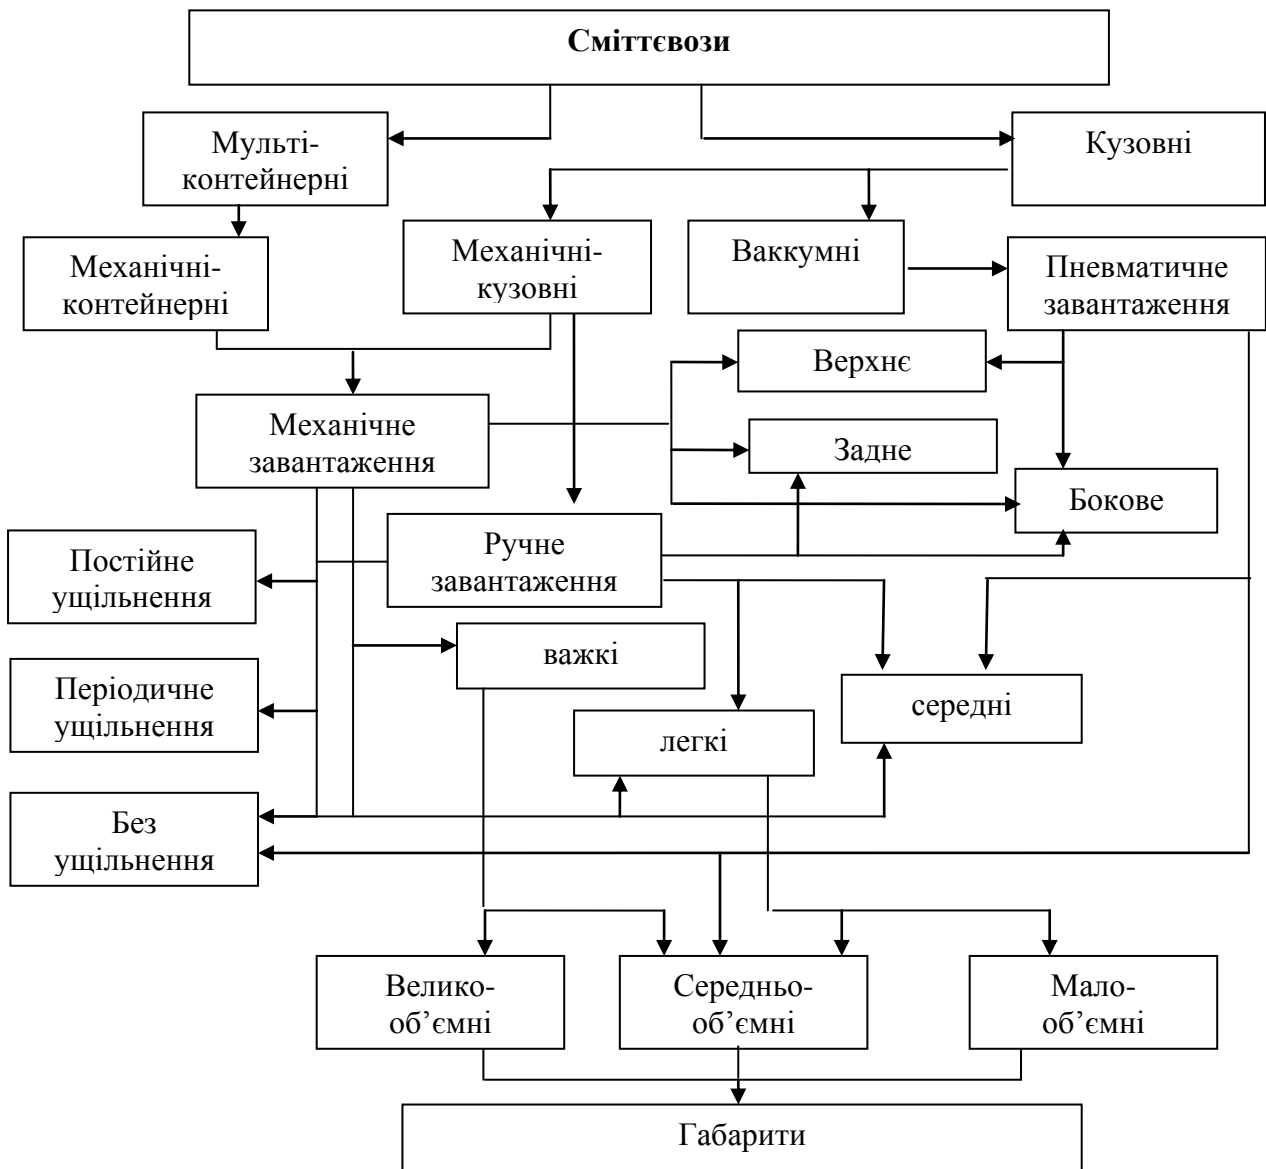 Сміттєвози
Мульті-
контейнерні
Кузовні
Механічні-
контейнерні
Механічні-
кузовні
Ваккумні
Пневматичне
завантаження
Верхнє
Механічне
завантаження
Задне
Бокове
Постійне
ущільнення
Ручне
завантаження
важкі
Періодичне
ущільнення
середні
легкі
Без
ущільнення
Велико-
об’ємні
Середньо-
об’ємні
Мало-
об’ємні
Габарити